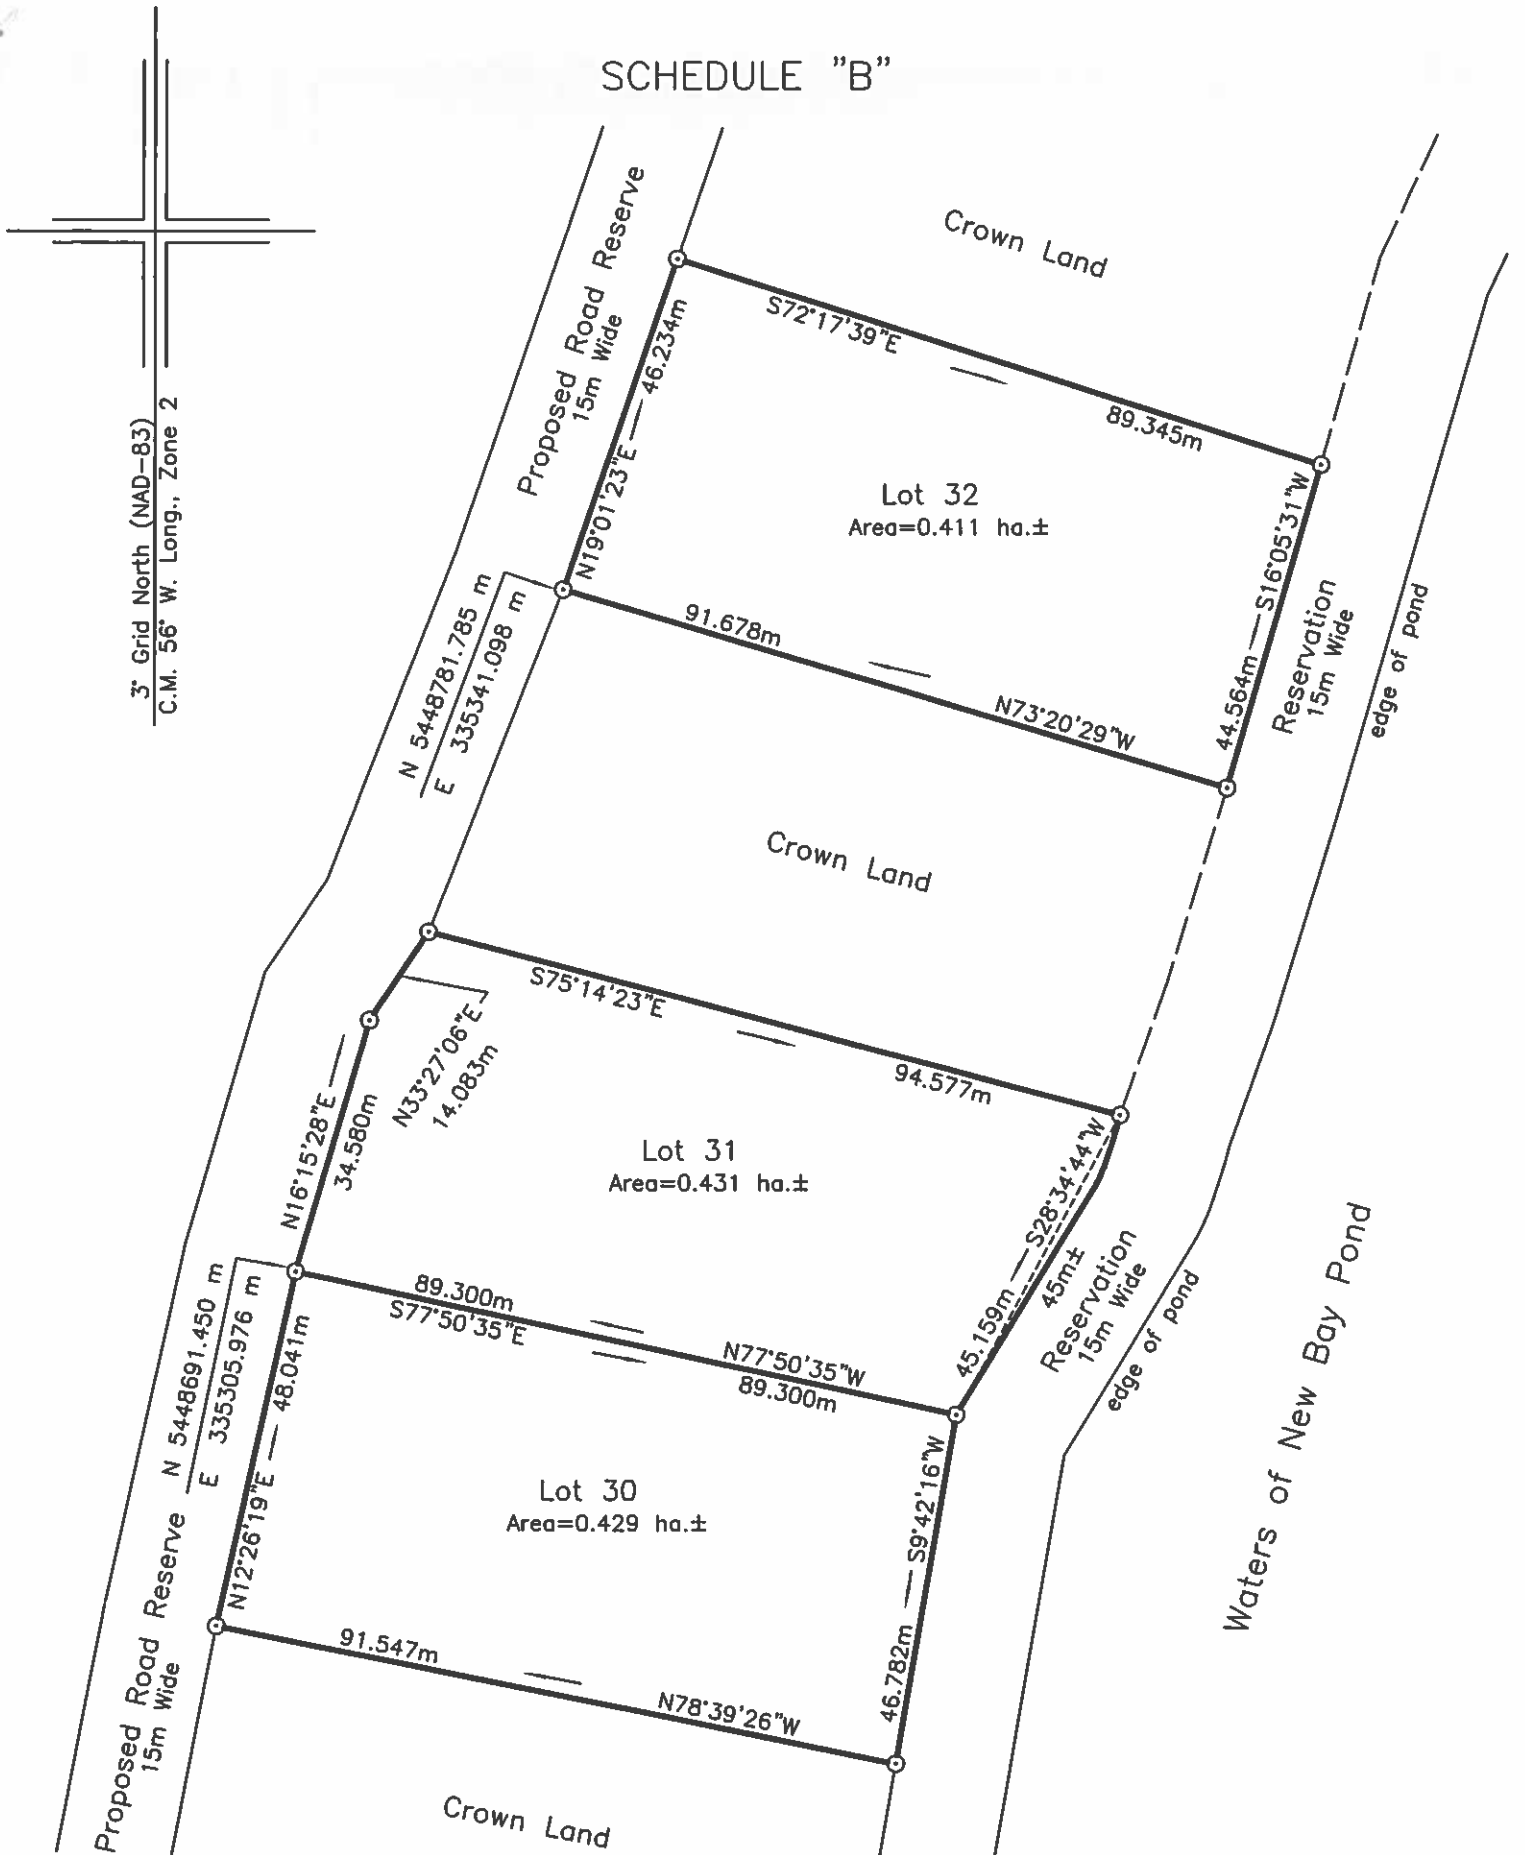 SCHEDULE "B"
3° Grid North (NAD-83)
C.M. 56° W. Long., Zone 2
Proposed Road Reserve
15m Wide
Crown Land
S72°17'39"E
89.345m
N19°01'23"E
46.234m
Lot 32
Area=0.411 ha.±
S16°05'31"W
44.564m
Reservation
15m Wide
edge of pond
N 5448781.785 m
E 335341.098 m
91.678m
N73°20'29"W
Crown Land
S75°14'23"E
94.577m
N33°27'06"E
14.083m
N16°15'28"E
34.580m
Lot 31
Area=0.431 ha.±
S28°34'44"W
45.159m
45m±
Reservation
15m Wide
edge of pond
Waters of New Bay Pond
N 5448691.450 m
E 335305.976 m
89.300m
S77°50'35"E
N77°50'35"W
89.300m
N12°26'19"E
48.041m
Lot 30
Area=0.429 ha.±
S9°42'16"W
46.782m
91.547m
N78°39'26"W
Proposed Road Reserve
15m Wide
Crown Land